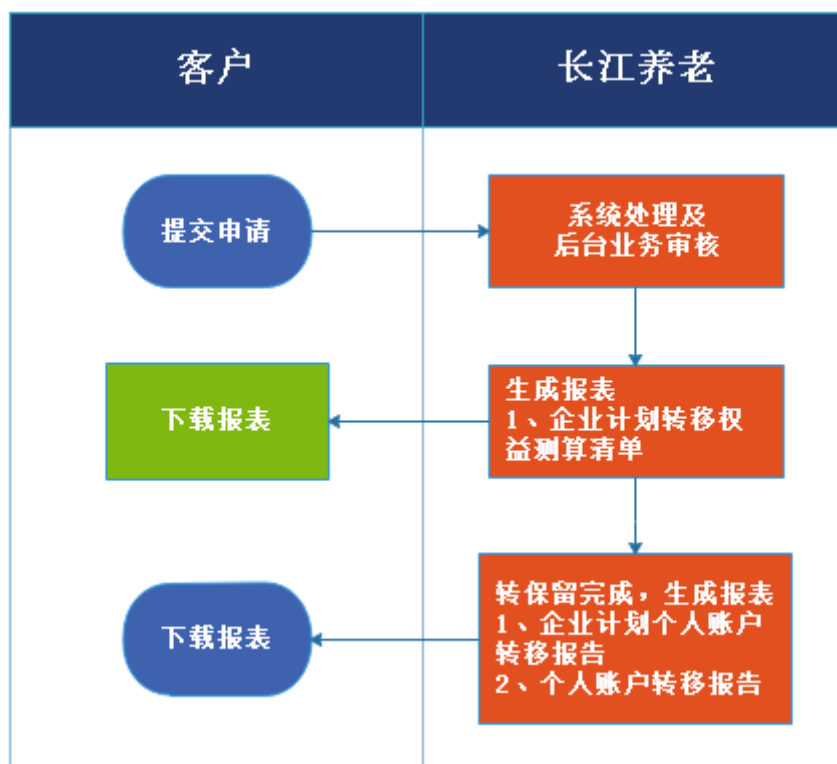 客户
长江养老
提交申请
系统处理及
后台业务审核
下载报表
生成报表
1、企业计划转移权
益测算清单
下载报表
转保留完成，生成报表
1、企业计划个人账户
转移报告
2、个人账户转移报告